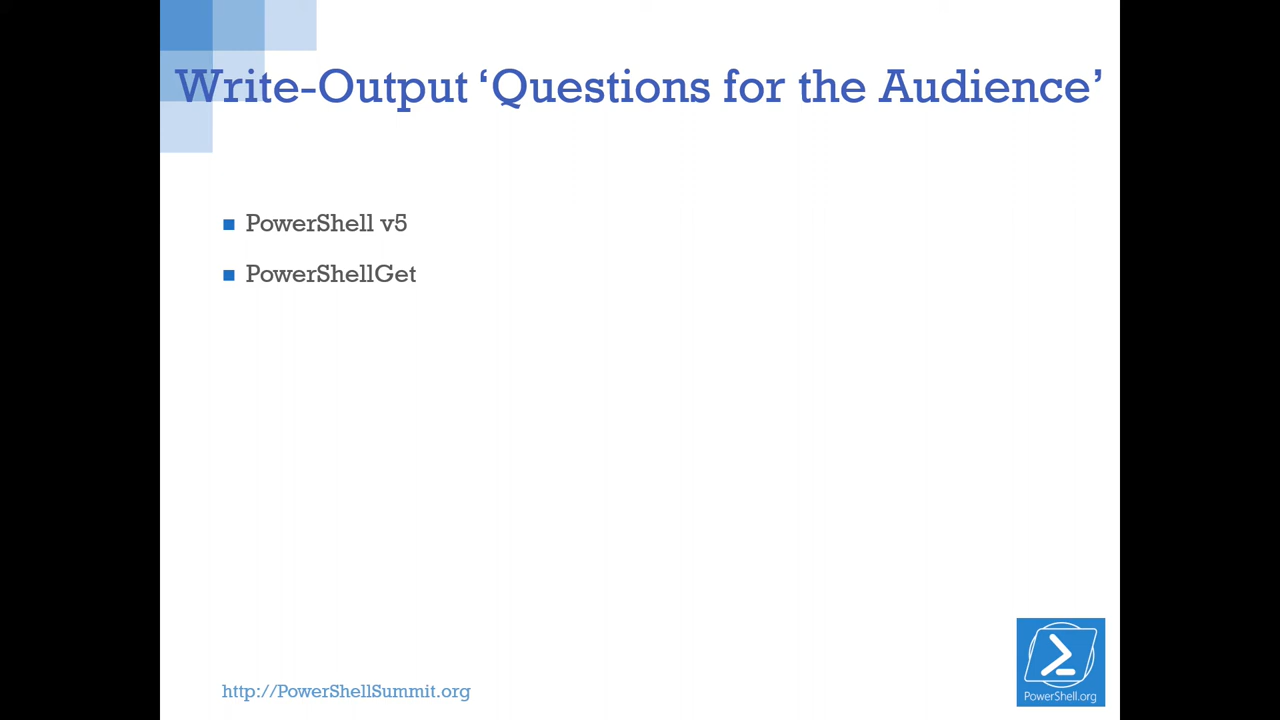 Write-Output ‘Questions for the Audience’
PowerShell v5
PowerShellGet
http://PowerShellSummit.org
PowerShell.org